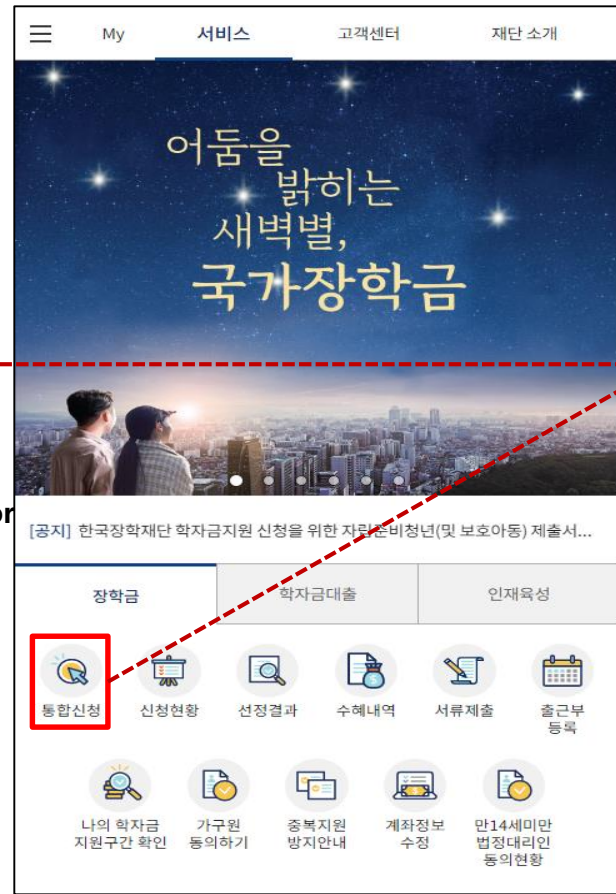 My 서비스 고객센터 재단 소개
어둠을
밝히는
새벽별,
국가장학금
or
[공지] 한국장학재단 학자금지원 신청을 위한 자립준비청년(및 보호아동) 제출서...
장학금 학자금대출 인재육성
통합신청 신청현황 선정결과 수혜내역 서류제출 출근부
등록
나의 학자금 가구원 중복지원 계좌정보 만14세미만
지원구간 확인 동의하기 방지안내 수정 법정대리인
동의현황